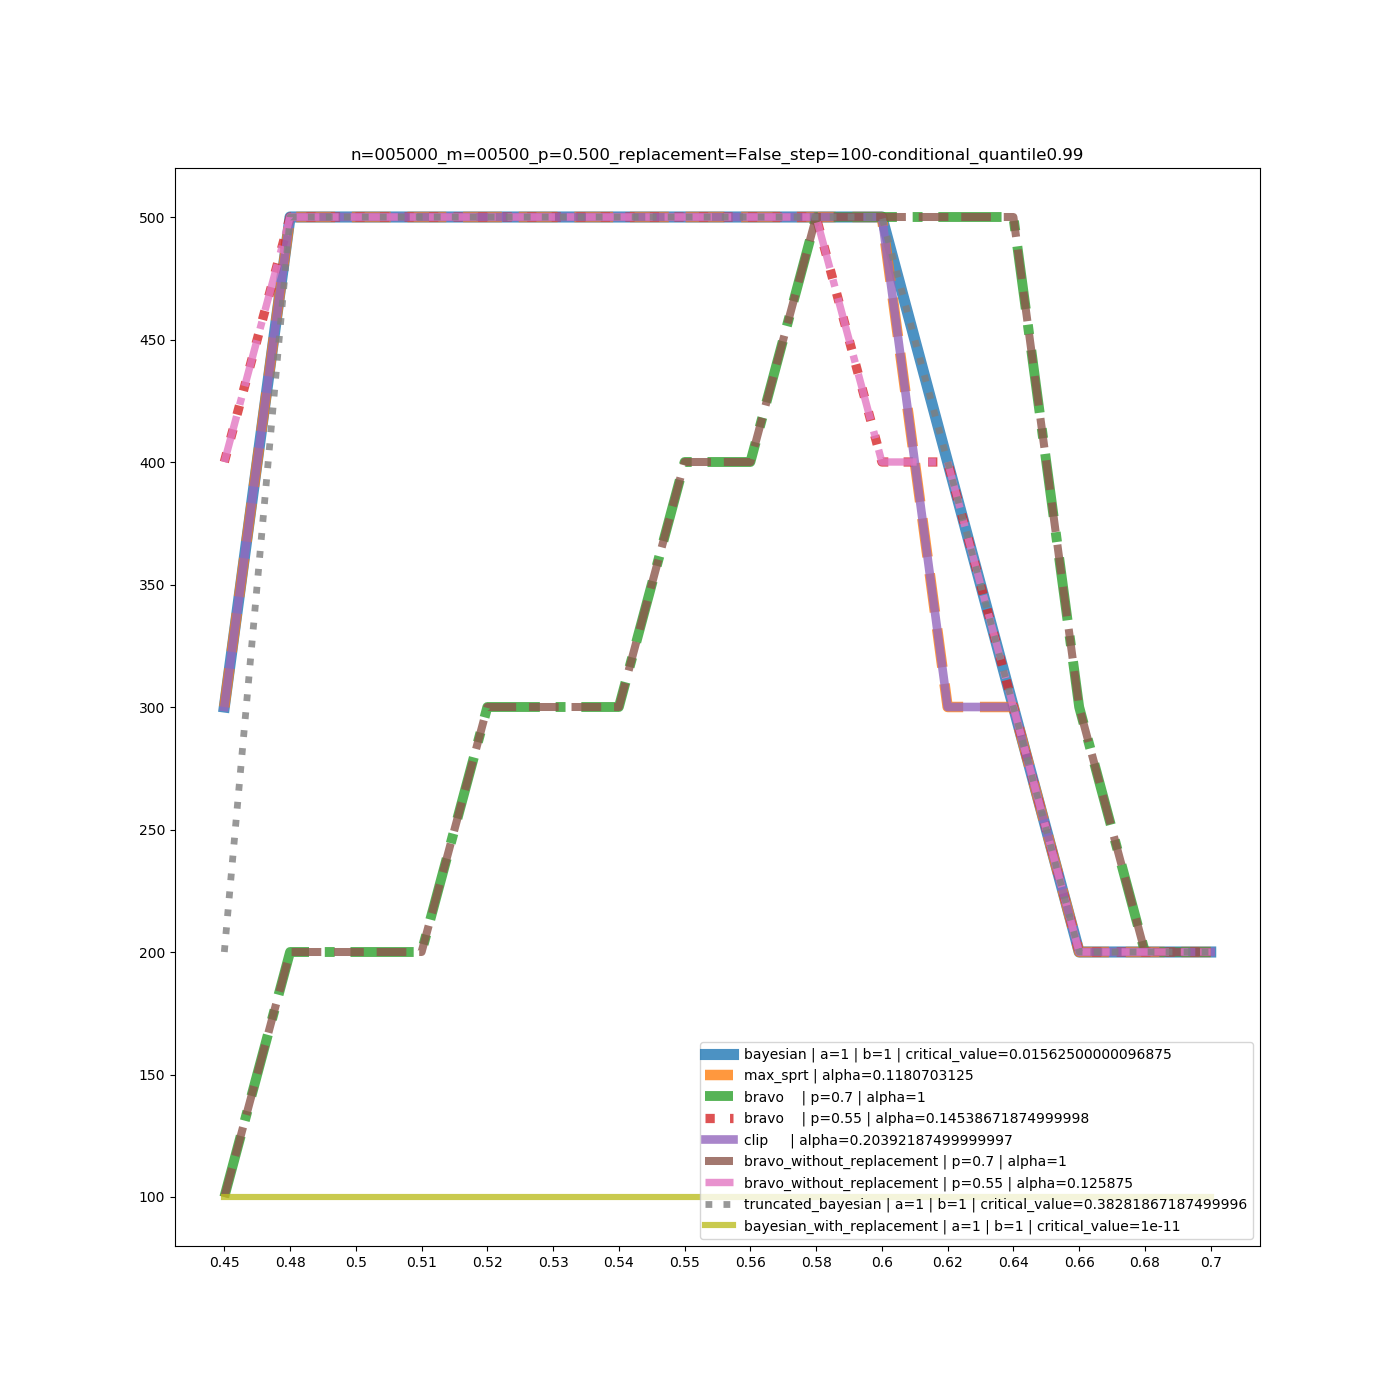 n=005000_m=00500_p=0.500_replacement=False_step=100-conditional_quantile0.99
500
450
400
350
300
250
200
150
100
bayesian | a=1 | b=1 | critical_value=0.01562500000096875
max_sprt | alpha=0.1180703125
bravo | p=0.7 | alpha=1
bravo | p=0.55 | alpha=0.14538671874999998
clip | alpha=0.20392187499999997
bravo_without_replacement | p=0.7 | alpha=1
bravo_without_replacement | p=0.55 | alpha=0.125875
truncated_bayesian | a=1 | b=1 | critical_value=0.38281867187499996
bayesian_with_replacement | a=1 | b=1 | critical_value=1e-11
0.45 0.48 0.5 0.51 0.52 0.53 0.54 0.55 0.56 0.58 0.6 0.62 0.64 0.66 0.68 0.7